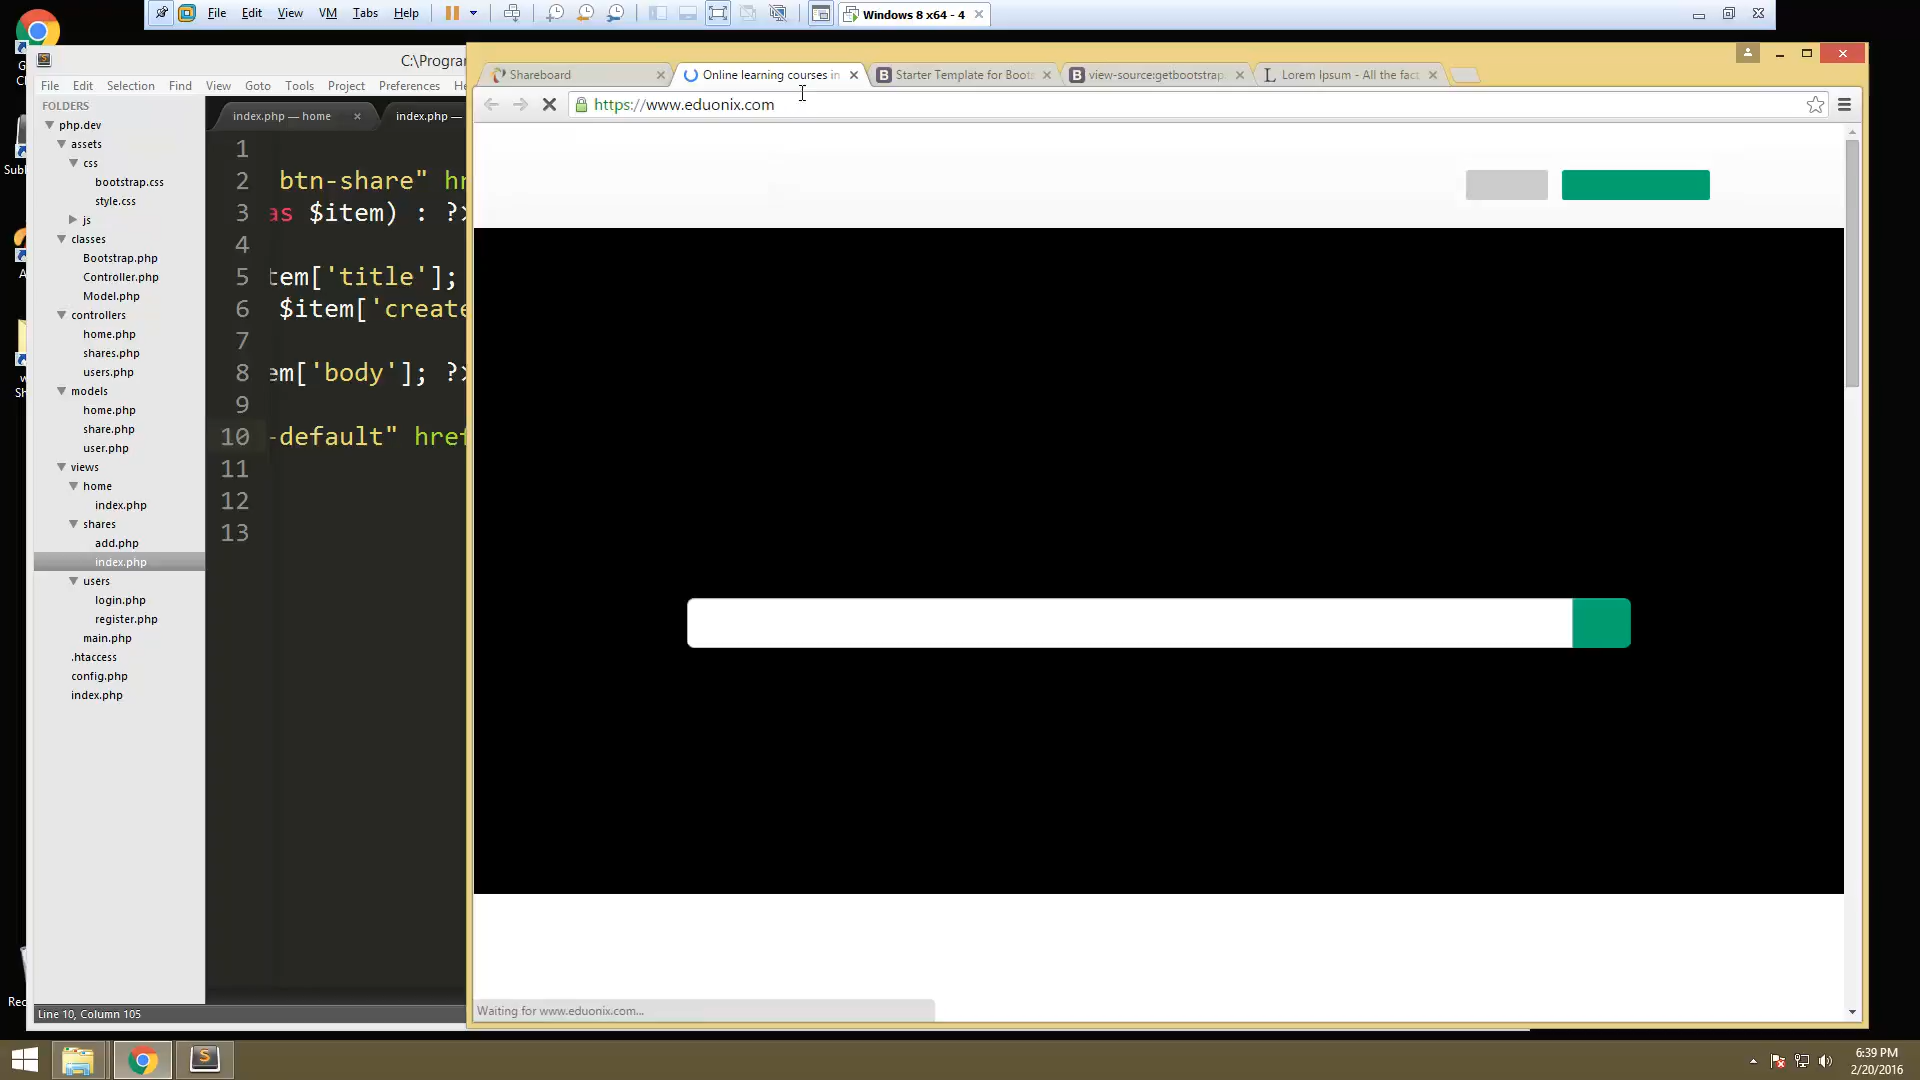 File Edit View VM Tabs Help
Windows 8 x64 - 4
C:\Progra
File Edit Selection Find View Goto Tools Project Preferences He
FOLDERS
php.dev
assets
css
bootstrap.css
style.css
js
classes
Bootstrap.php
Controller.php
Model.php
controllers
home.php
shares.php
users.php
models
home.php
share.php
user.php
views
home
index.php
shares
add.php
index.php
users
login.php
register.php
main.php
.htaccess
config.php
index.php
index.php — home
index.php —
1
2 btn-share" hr
3 as $item) : ?>
4
5 tem['title'];
6 $item['create
7
8 em['body']; ?>
9
10 -default" href
11
12
13
Line 10, Column 105
Shareboard
Online learning courses in
Starter Template for Boots
view-source:getbootstrap.
Lorem Ipsum - All the fact
https://www.eduonix.com
Waiting for www.eduonix.com...
6:39 PM
2/20/2016